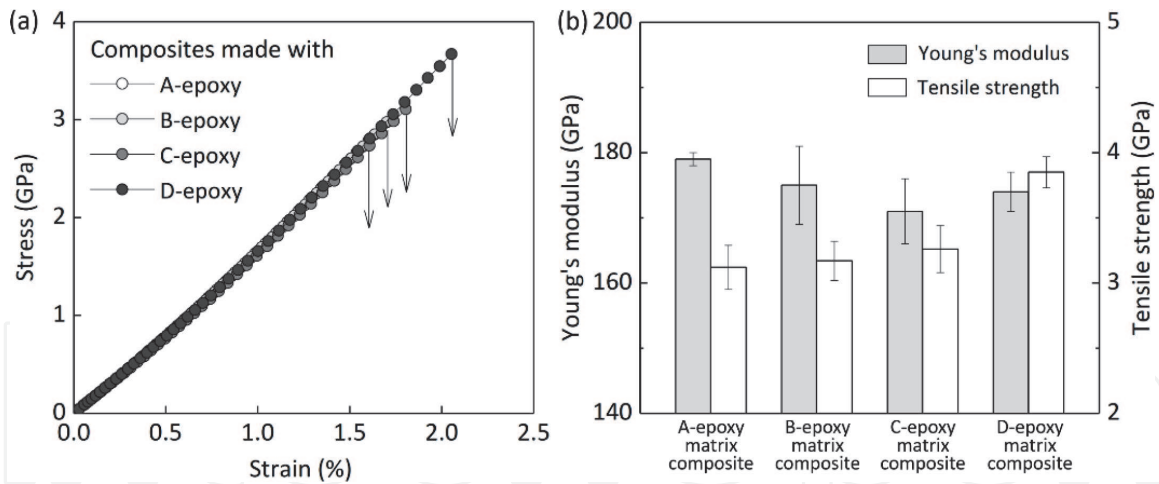 (a)
4
3
2
1
0
Stress (GPa)
Composites made with
A-epoxy
B-epoxy
C-epoxy
D-epoxy
0.0 0.5 1.0 1.5 2.0 2.5
Strain (%)
(b)
200
180
160
140
Young's modulus (GPa)
Young's modulus
Tensile strength
5
4
3
2
Tensile strength (GPa)
A-epoxy
matrix
composite
B-epoxy
matrix
composite
C-epoxy
matrix
composite
D-epoxy
matrix
composite